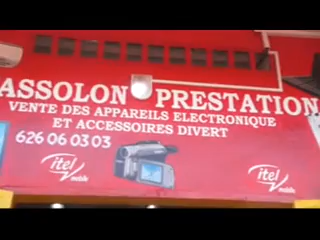 ASSOLON PRESTATION
VENTE DES APPAREILS ELECTRONIQUE
ET ACCESSOIRES DIVERT
626 06 03 03
itel
mobile
itel
mobile